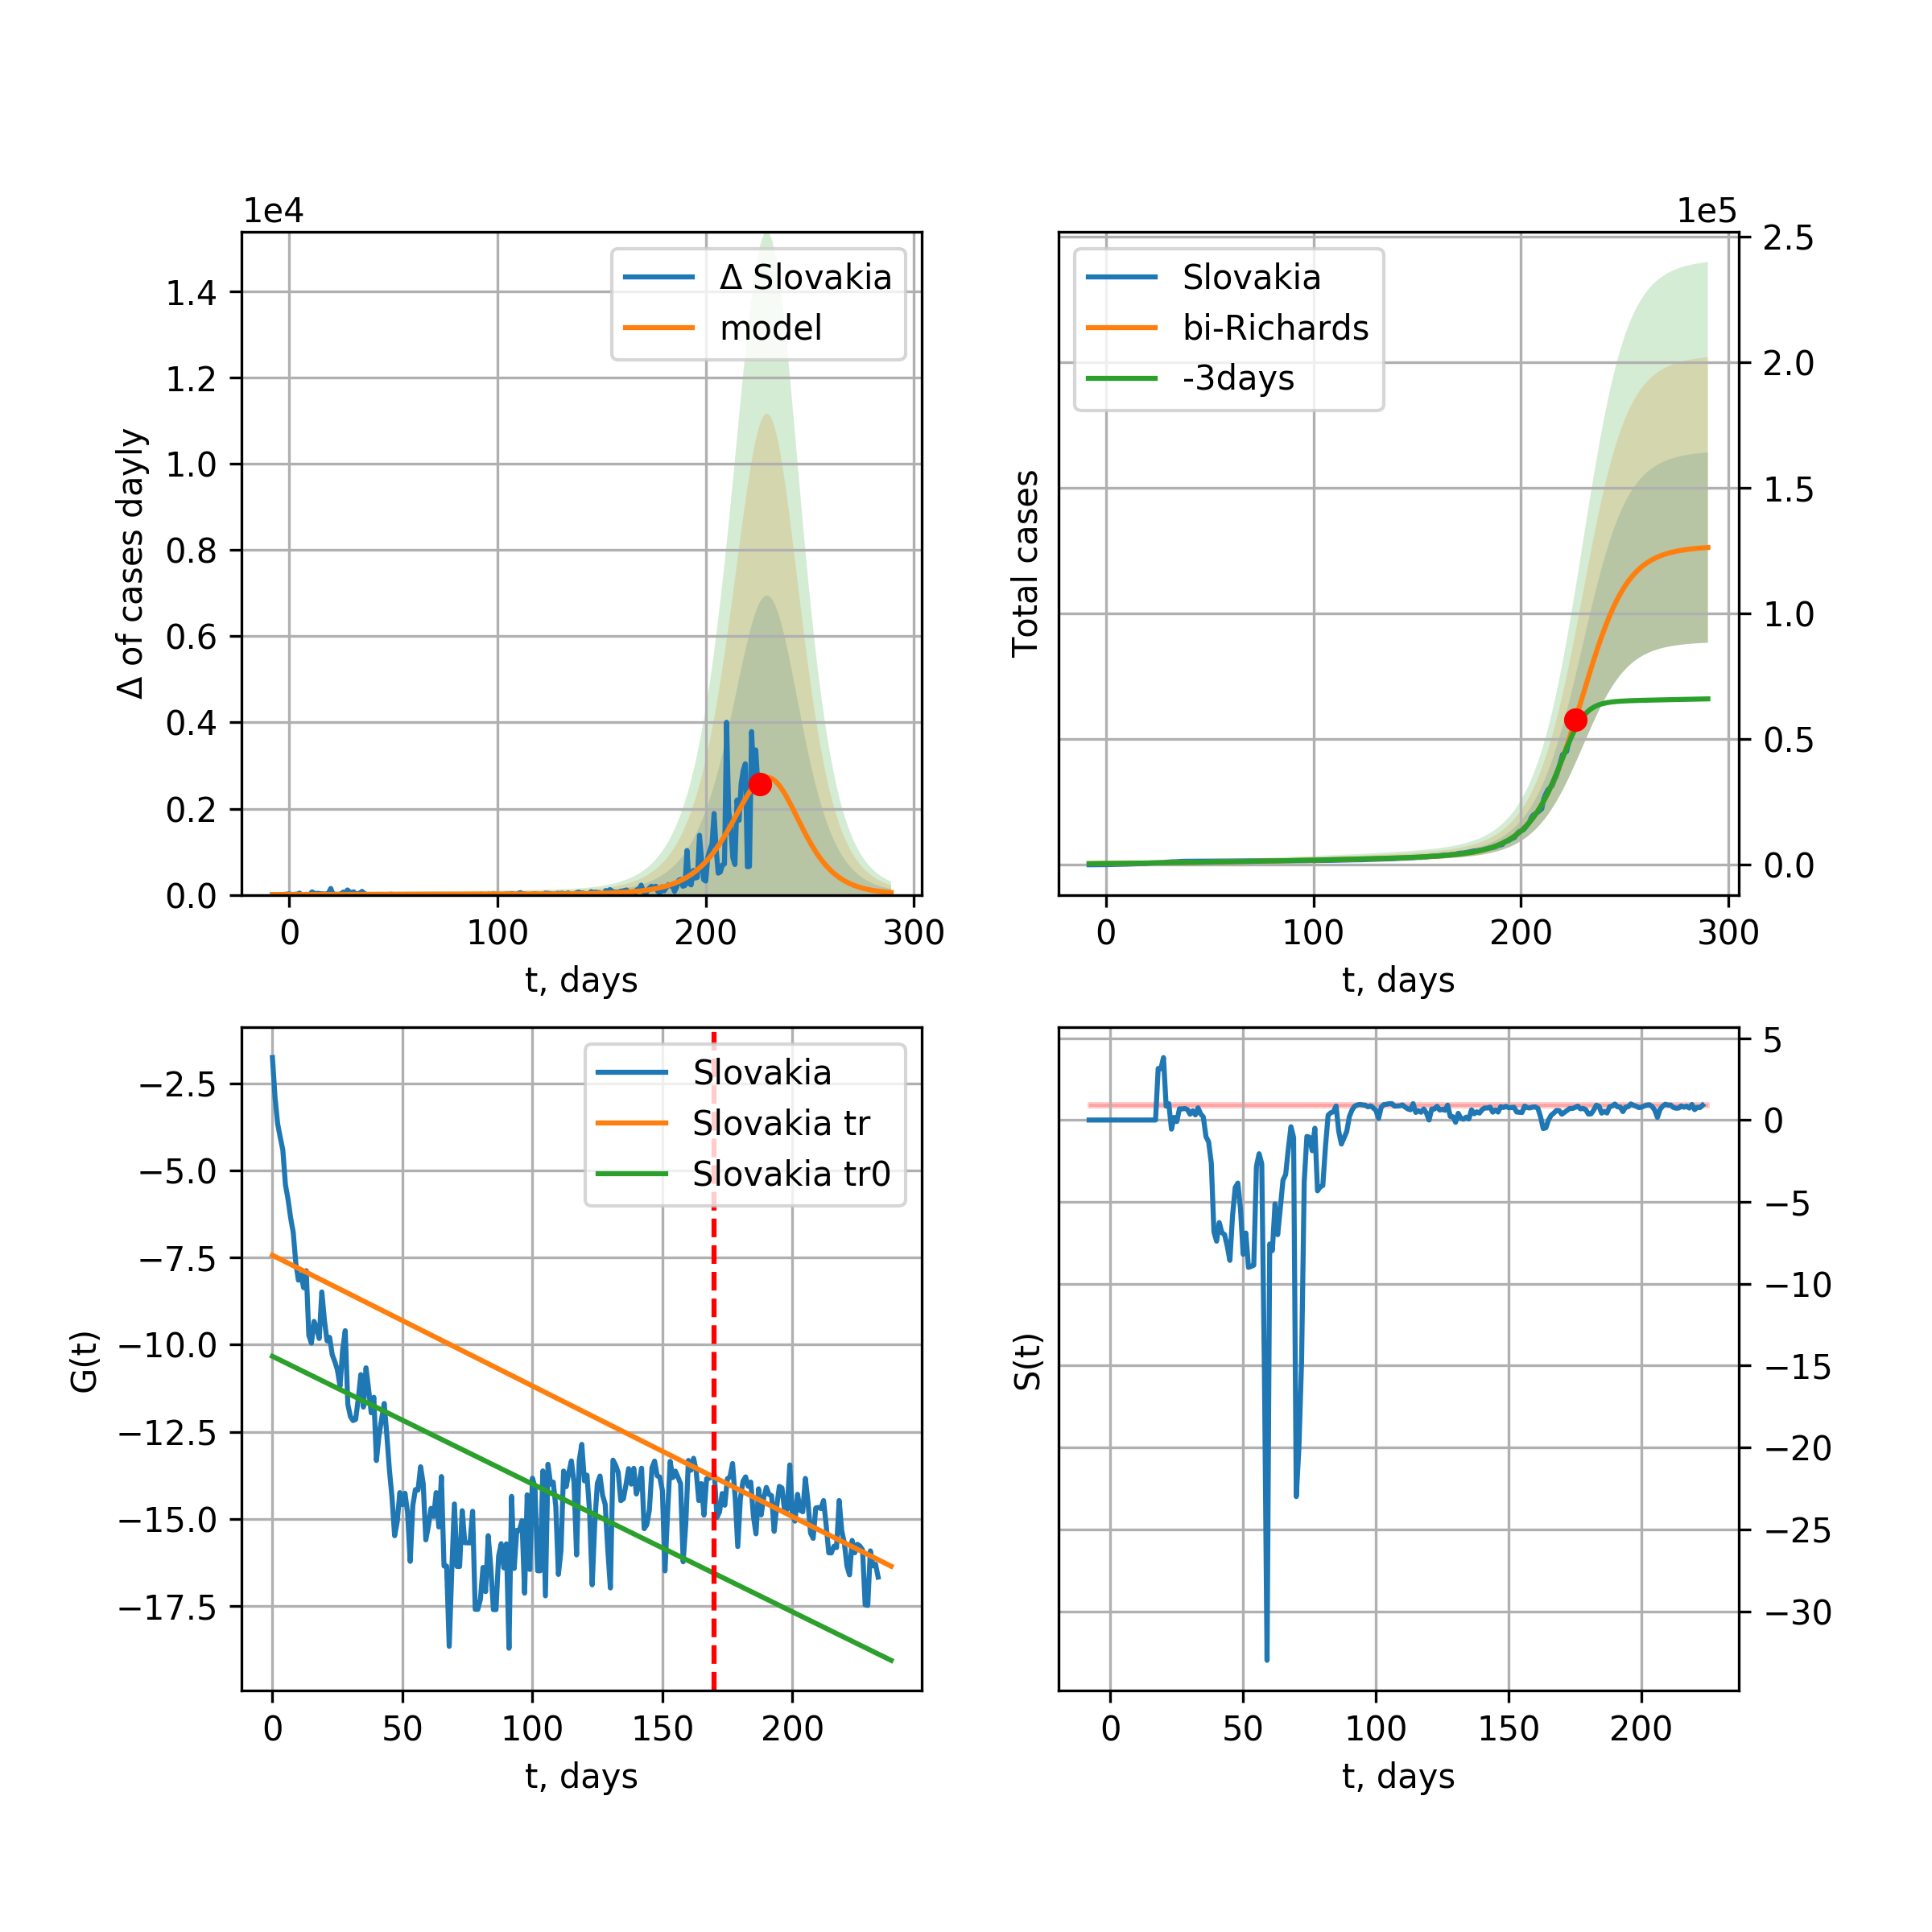 1e4
Δ of cases dayly
1.4
1.2
1.0
0.8
0.6
0.4
0.2
0.0
Δ Slovakia
model
0
100
200
300
t, days
1e5
Total cases
Slovakia
bi-Richards
-3days
2.5
2.0
1.5
1.0
0.5
0.0
0
100
200
300
t, days
G(t)
−2.5
−5.0
−7.5
−10.0
−12.5
−15.0
−17.5
Slovakia
Slovakia tr
Slovakia tr0
0
50
100
150
200
t, days
S(t)
5
0
−5
−10
−15
−20
−25
−30
0
50
100
150
200
t, days